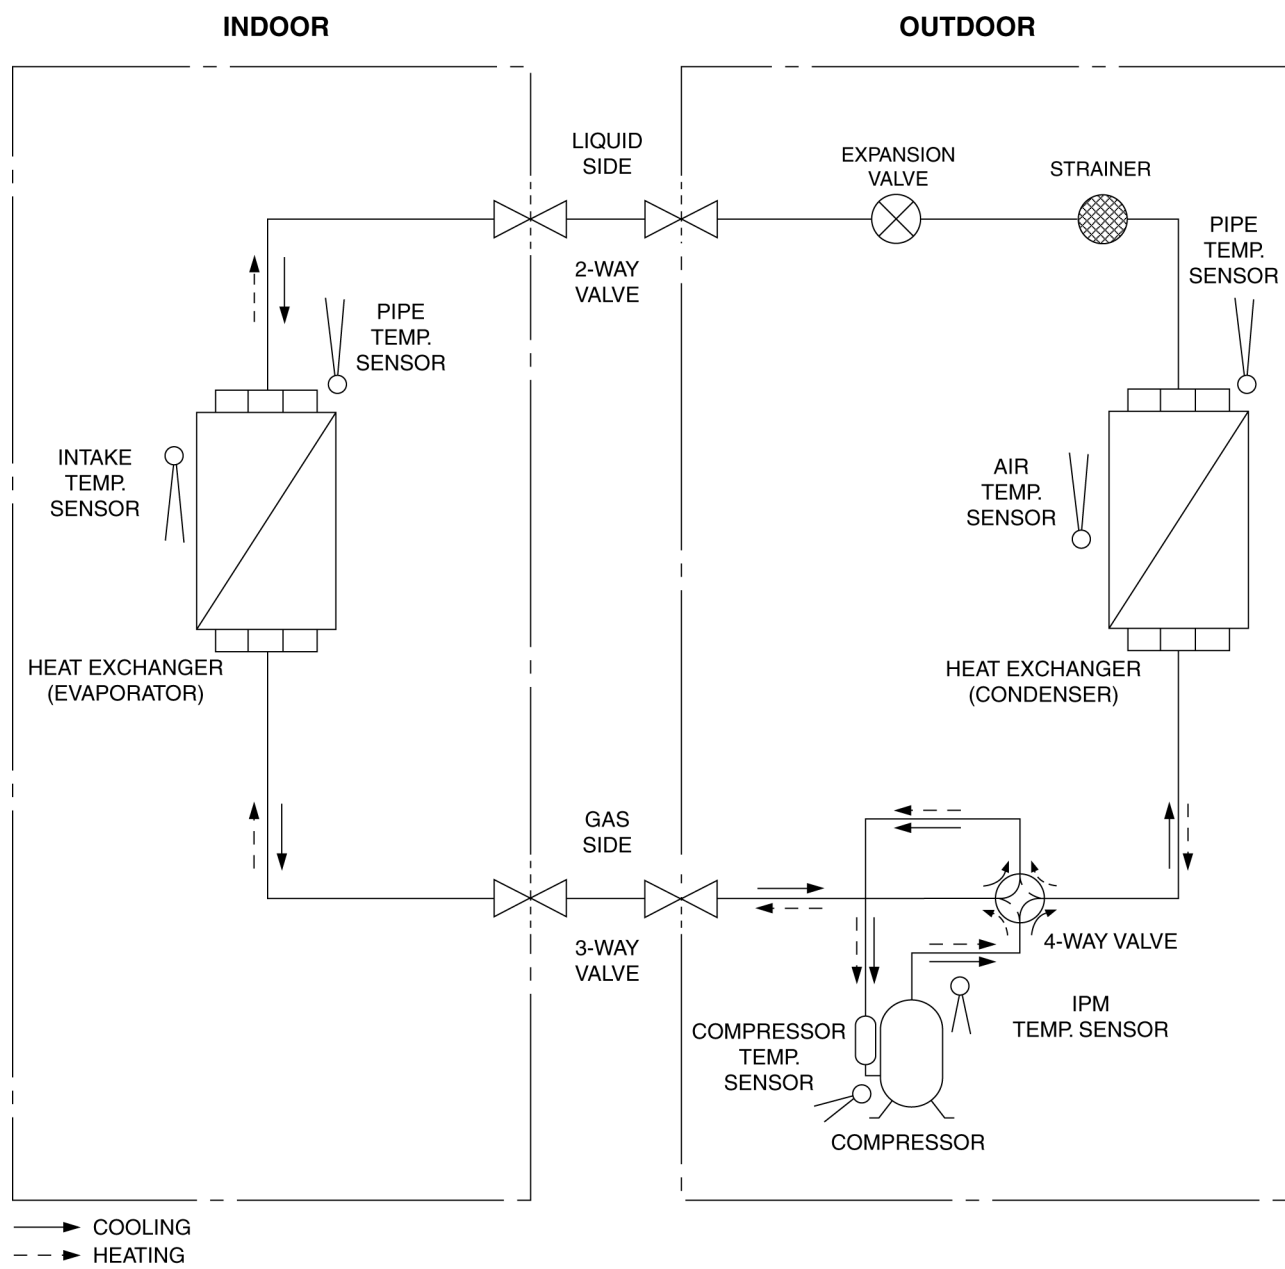 INDOOR
OUTDOOR
LIQUID
SIDE
EXPANSION
VALVE
STRAINER
PIPE
TEMP.
SENSOR
2-WAY
VALVE
PIPE
TEMP.
SENSOR
INTAKE
TEMP.
SENSOR
AIR
TEMP.
SENSOR
HEAT EXCHANGER
(EVAPORATOR)
HEAT EXCHANGER
(CONDENSER)
GAS
SIDE
3-WAY
VALVE
4-WAY VALVE
IPM
TEMP. SENSOR
COMPRESSOR
TEMP.
SENSOR
COMPRESSOR
COOLING
HEATING